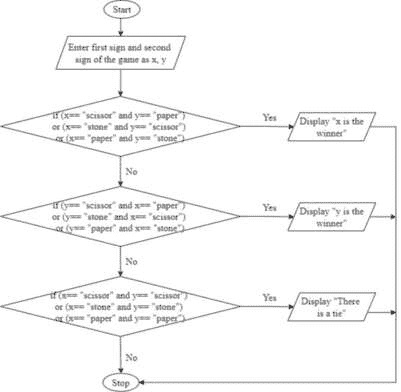 Start
Enter first sign and second
sign of the game as x, y
if (x== "scissor" and y== "paper")
or (x== "stone" and y== "scissor")
or (x== "paper" and y== "stone")
Yes
Display "x is the
winner"
No
if (y== "scissor" and x== "paper")
or (y== "stone" and x== "scissor")
or (y== "paper" and x== "stone")
Yes
Display "y is the
winner"
No
if (x== "scissor" and y== "scissor")
or (x== "stone" and y== "stone")
or (x== "paper" and y== "paper")
Yes
Display "There
is a tie"
No
Stop